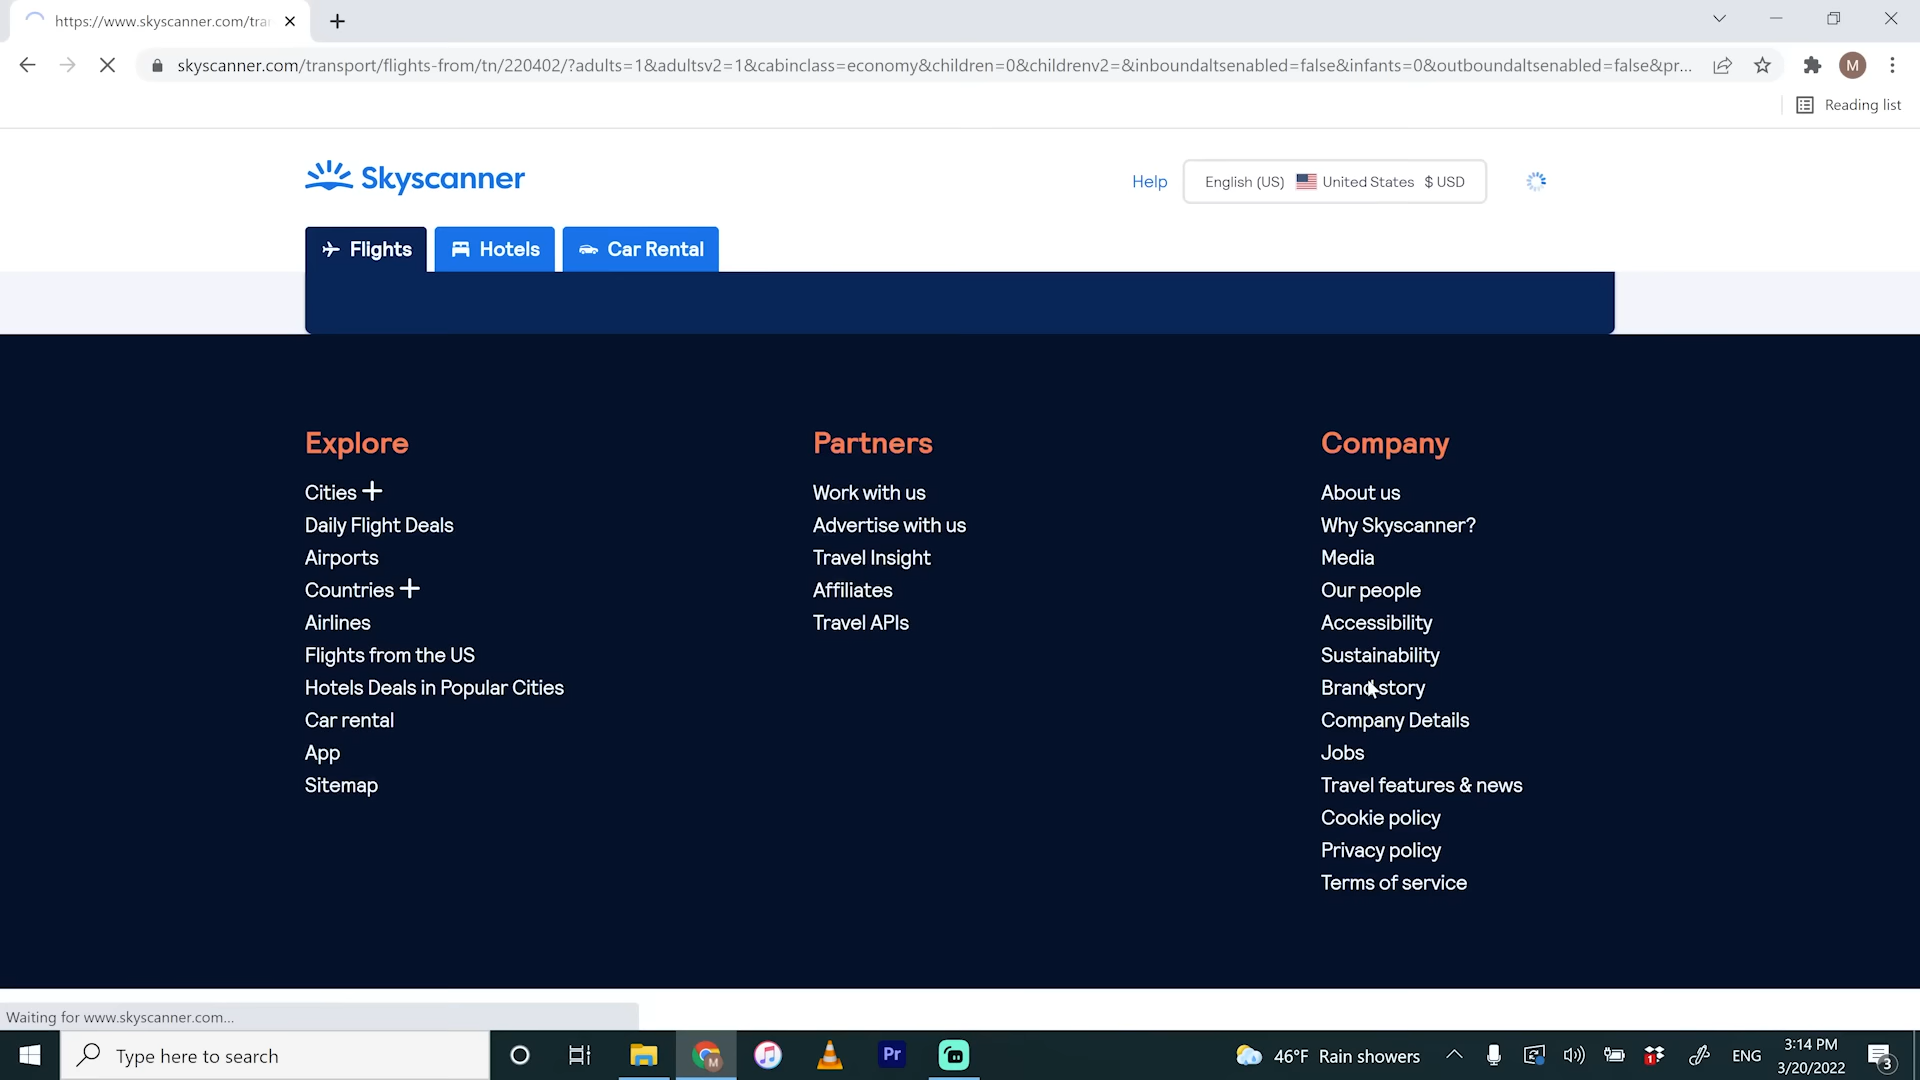 https://www.skyscanner.com/tra
skyscanner.com/transport/flights-from/tn/220402/?adults=1&adultsv2=1&cabinclass=economy&children=0&childrenv2=&inboundaltsenabled=false&infants=0&outboundaltsenabled=false&pr...
M
Reading list
Skyscanner
Help
English (US) United States $ USD
Flights Hotels Car Rental
Explore
Cities
Daily Flight Deals
Airports
Countries
Airlines
Flights from the US
Hotels Deals in Popular Cities
Car rental
App
Sitemap
Partners
Work with us
Advertise with us
Travel Insight
Affiliates
Travel APIs
Company
About us
Why Skyscanner?
Media
Our people
Accessibility
Sustainability
Brand story
Company Details
Jobs
Travel features & news
Cookie policy
Privacy policy
Terms of service
Waiting for www.skyscanner.com...
Type here to search
M
Pr
46°F Rain showers
1
ENG
3:14 PM
3/20/2022
3